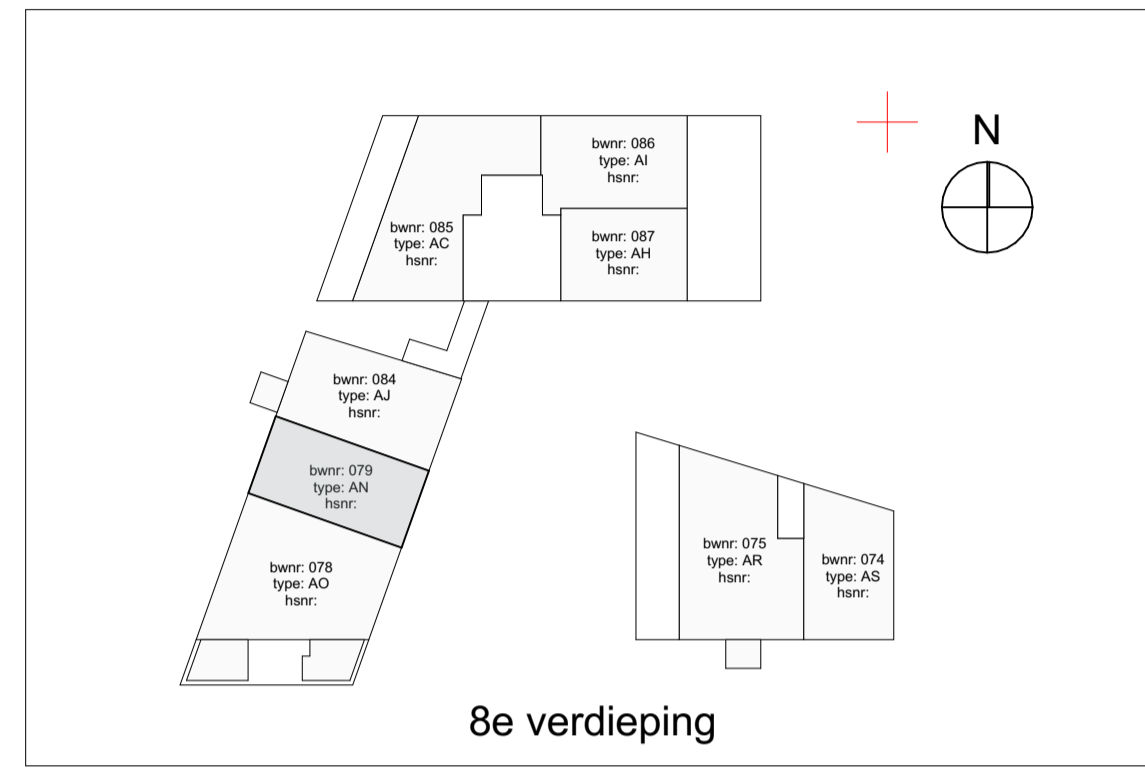 N
bwnr: 086
type: AI
hsnr:
bwnr: 085
type: AC
hsnr:
bwnr: 087
type: AH
hsnr:
bwnr: 084
type: AJ
hsnr:
bwnr: 079
type: AN
hsnr:
bwnr: 078
type: AO
hsnr:
bwnr: 075
type: AR
hsnr:
bwnr: 074
type: AS
hsnr:
8e verdieping